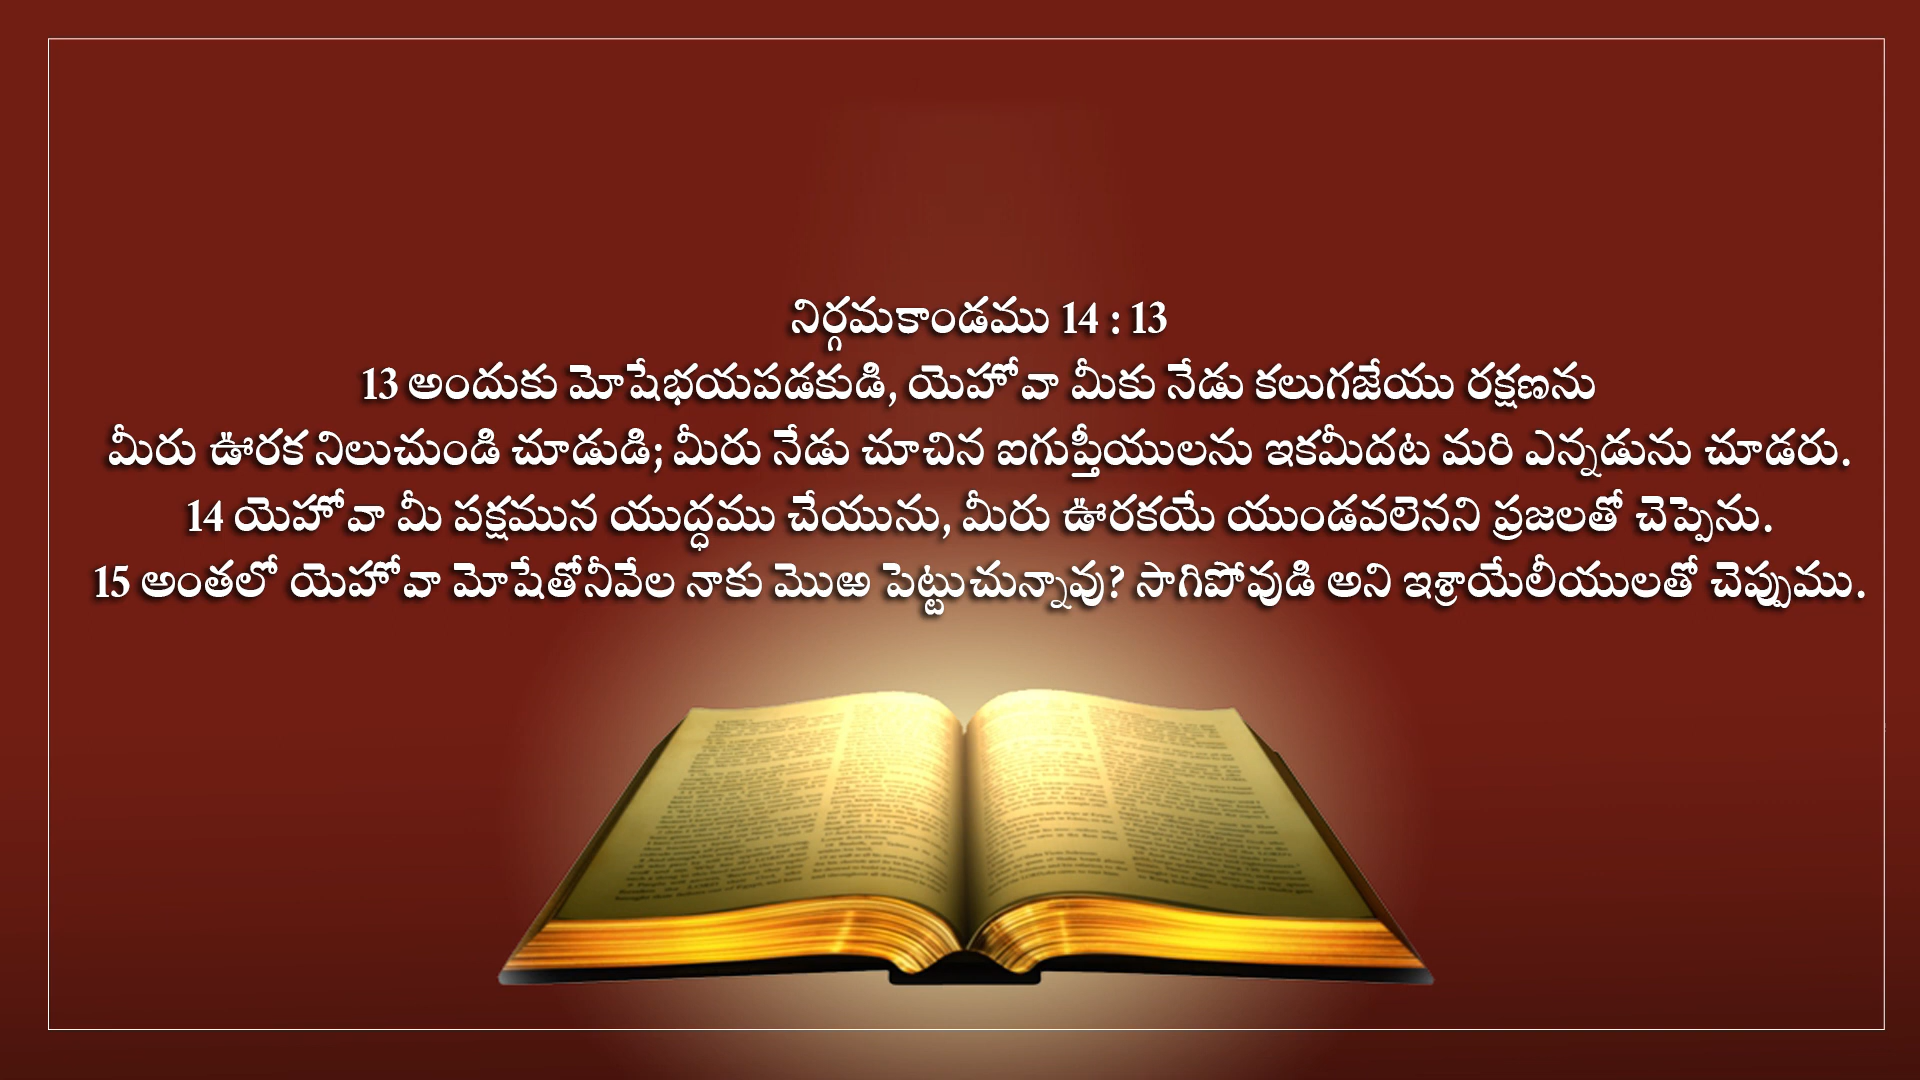 నిర్గమకాండము 14 : 13
13 అందుకు మోషేభయపడకుడి, యెహోవా మీకు నేడు కలుగజేయు రక్షణను
మీరు ఊరక నిలుచుండి చూడుడి; మీరు నేడు చూచిన ఐగుప్తీయులను ఇకమీదట మరి ఎన్నడును చూడరు.
14 యెహోవా మీ పక్షమున యుద్ధము చేయును, మీరు ఊరకయే యుండవలెనని ప్రజలతో చెప్పెను.
15 అంతలో యెహోవా మోషేతోనీవేల నాకు మొఱ పెట్టుచున్నావు? సాగిపోవుడి అని ఇశ్రాయేలీయులతో చెప్పుము.